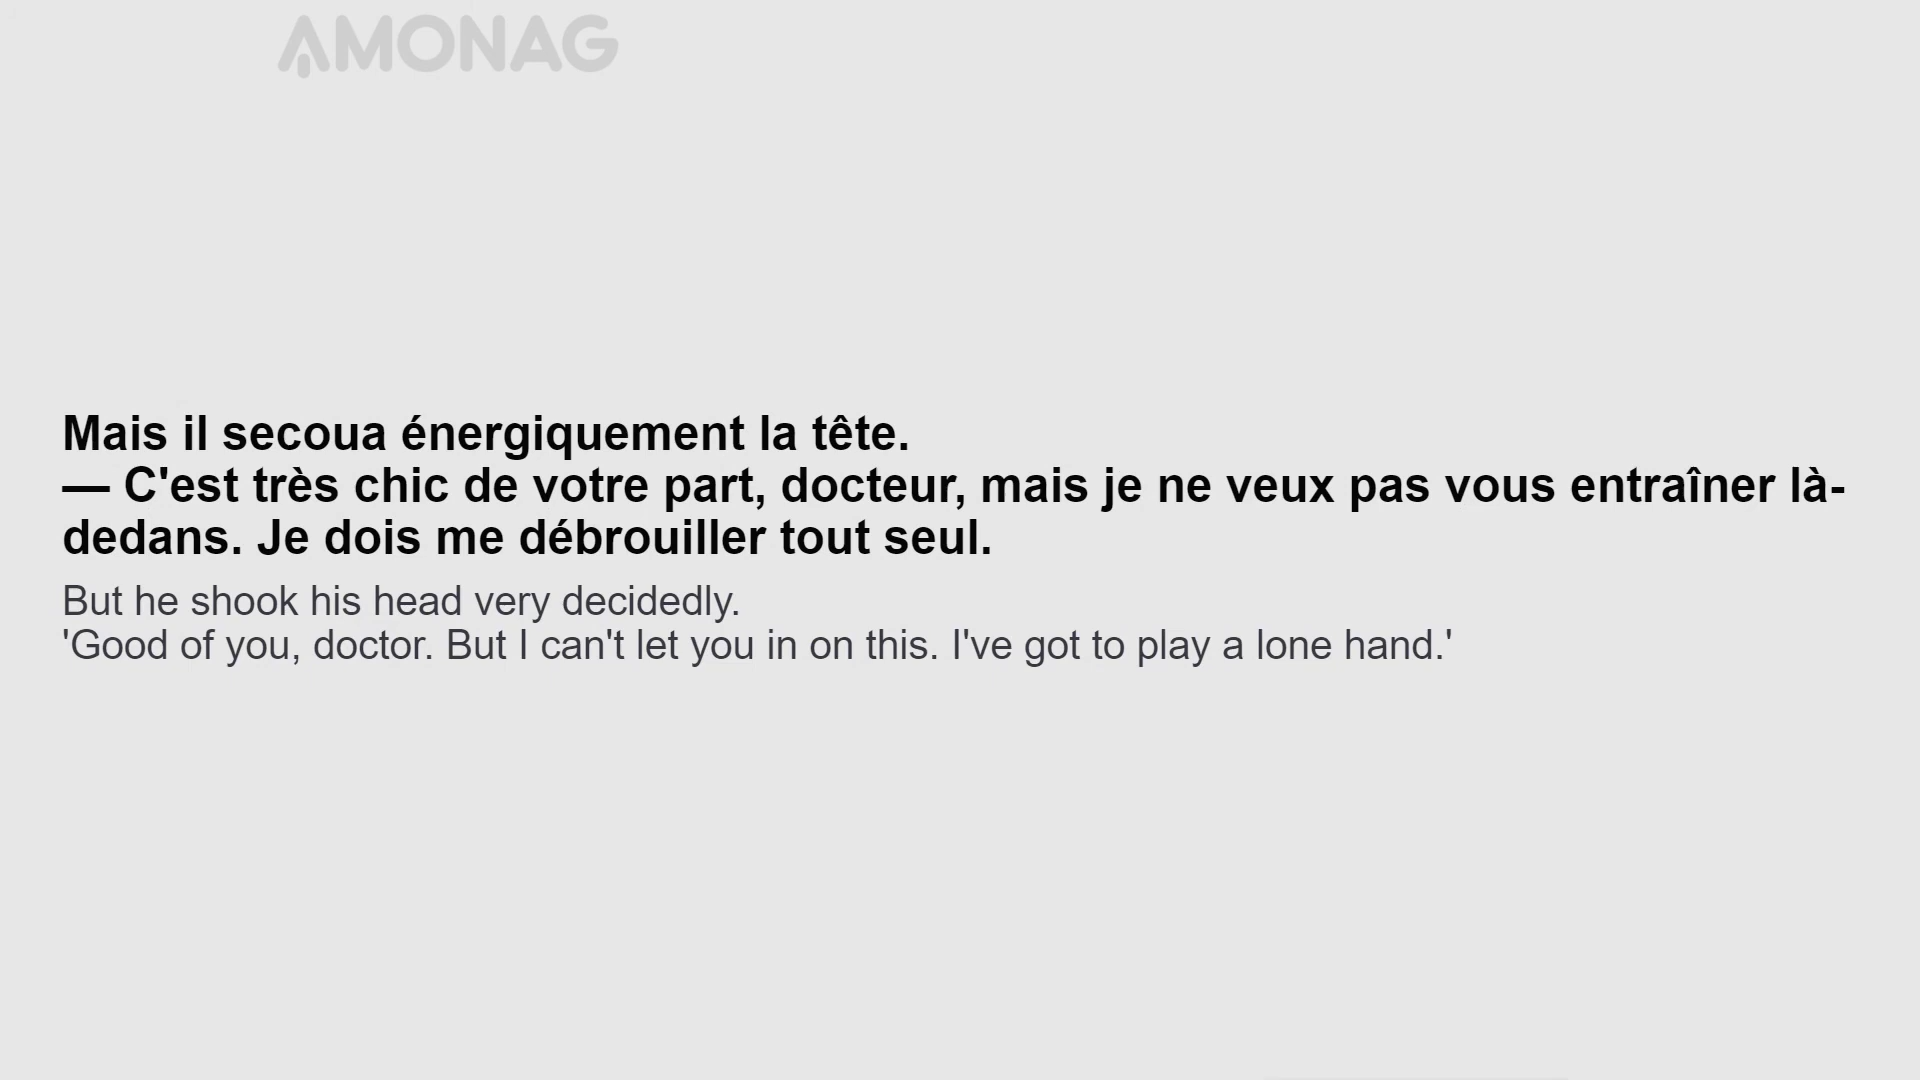 AMONAG
Mais il secoua énergiquement la tête.
— C'est très chic de votre part, docteur, mais je ne veux pas vous entraîner là-
dedans. Je dois me débrouiller tout seul.
But he shook his head very decidedly.
'Good of you, doctor. But I can't let you in on this. I've got to play a lone hand.'